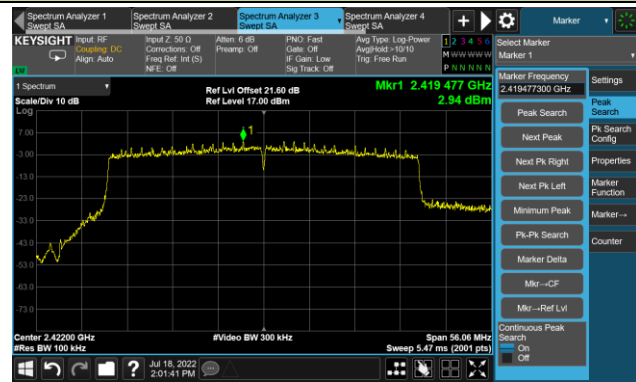 Spectrum Analyzer 1
Swept SA
Spectrum Analyzer 2
Swept SA
Spectrum Analyzer 3
Swept SA
Spectrum Analyzer 4
Swept SA
+
Marker
KEYSIGHT
Input: RF
Coupling: DC
Align: Auto
Input Z: 50 Ω
Corrections: Off
Freq Ref: Int (S)
NFE: Off
Atten: 6 dB
Preamp: Off
PNO: Fast
Gate: Off
IF Gain: Low
Sig Track: Off
Avg Type: Log-Power
Avg|Hold:>10/10
Trig: Free Run
1 2 3 4 5 6
M W W W W W
P N N N N N
Select Marker
Marker 1
1 Spectrum
Scale/Div 10 dB
Log
Ref Lvl Offset 21.60 dB
Ref Level 17.00 dBm
Mkr1 2.419 477 GHz
2.94 dBm
1
7.00
-3.00
-13.0
-23.0
-33.0
-43.0
-53.0
-63.0
-73.0
Center 2.42200 GHz
#Res BW 100 kHz
#Video BW 300 kHz
Span 56.06 MHz
Sweep 5.47 ms (2001 pts)
Marker Frequency
2.419477300 GHz
Peak Search
Next Peak
Next Pk Right
Next Pk Left
Minimum Peak
Pk-Pk Search
Marker Delta
Mkr→CF
Mkr→Ref Lvl
Continuous Peak
Search
On
Off
Settings
Peak
Search
Pk Search
Config
Properties
Marker
Function
Marker→
Counter
?
Jul 18, 2022
2:01:41 PM